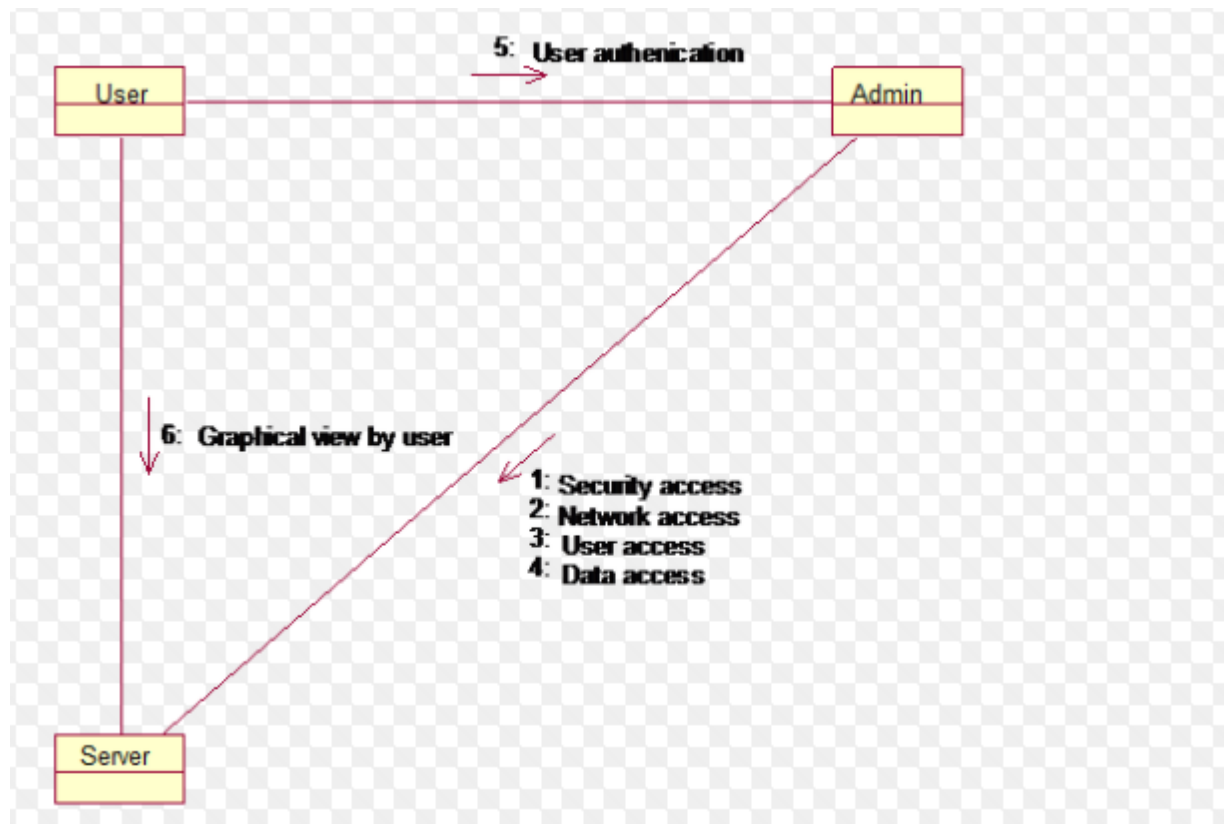 5: User authenication
User
Admin
6: Graphical view by user
1: Security access
2: Network access
3: User access
4: Data access
Server